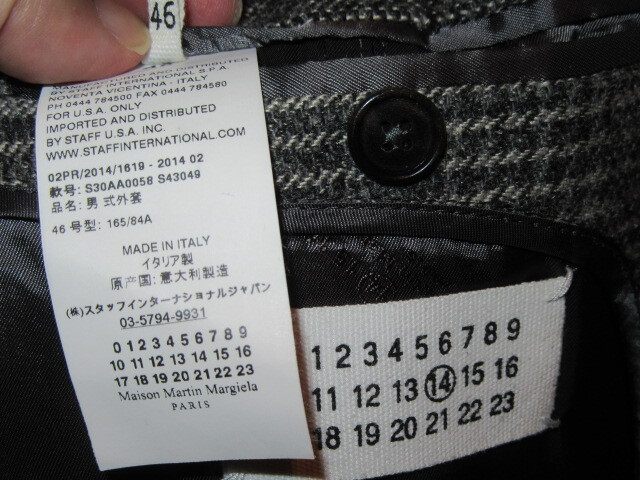 46
MANUFACTURED AND DISTRIBUTED
STAFF INTERNATIONAL S.P.A
NOVENTA VICENTINA - ITALY
PH 0444 784500 FAX 0444 784580
FOR U.S.A. ONLY
IMPORTED AND DISTRIBUTED
BY STAFF U.S.A. INC.
WWW.STAFFINTERNATIONAL.COM
02PR/2014/1619 - 2014 02
款号: S30AA0058 S43049
品名: 男 式外套
46 号型: 165/84A
MADE IN ITALY
イタリア製
原产国: 意大利製造
(株)スタッフインターナショナルジャパン
03-5794-9931
0 1 2 3 4 5 6 7 8 9
10 11 12 13 14 15 16
17 18 19 20 21 22 23
Maison Martin Margiela
PARIS
1 2 3 4 5 6 7 8 9
11 12 13 14 15 16
18 19 20 21 22 23